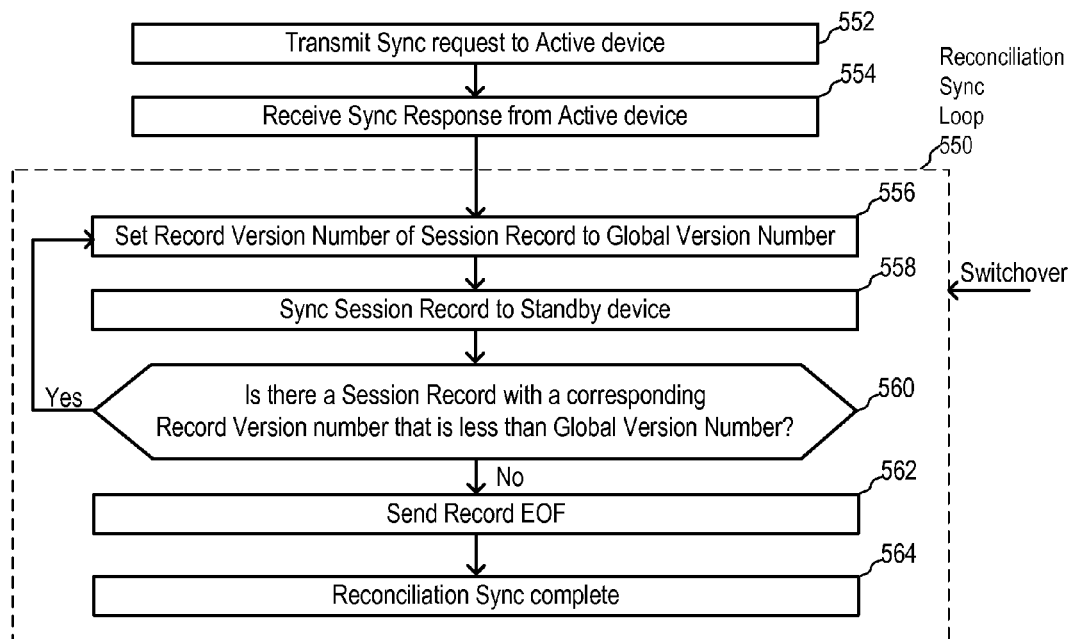 552
Transmit Sync request to Active device
554
Receive Sync Response from Active device
Reconciliation
Sync
Loop
550
556
Set Record Version Number of Session Record to Global Version Number
558
Sync Session Record to Standby device
Switchover
560
Is there a Session Record with a corresponding
Record Version number that is less than Global Version Number?
Yes
No
562
Send Record EOF
564
Reconciliation Sync complete